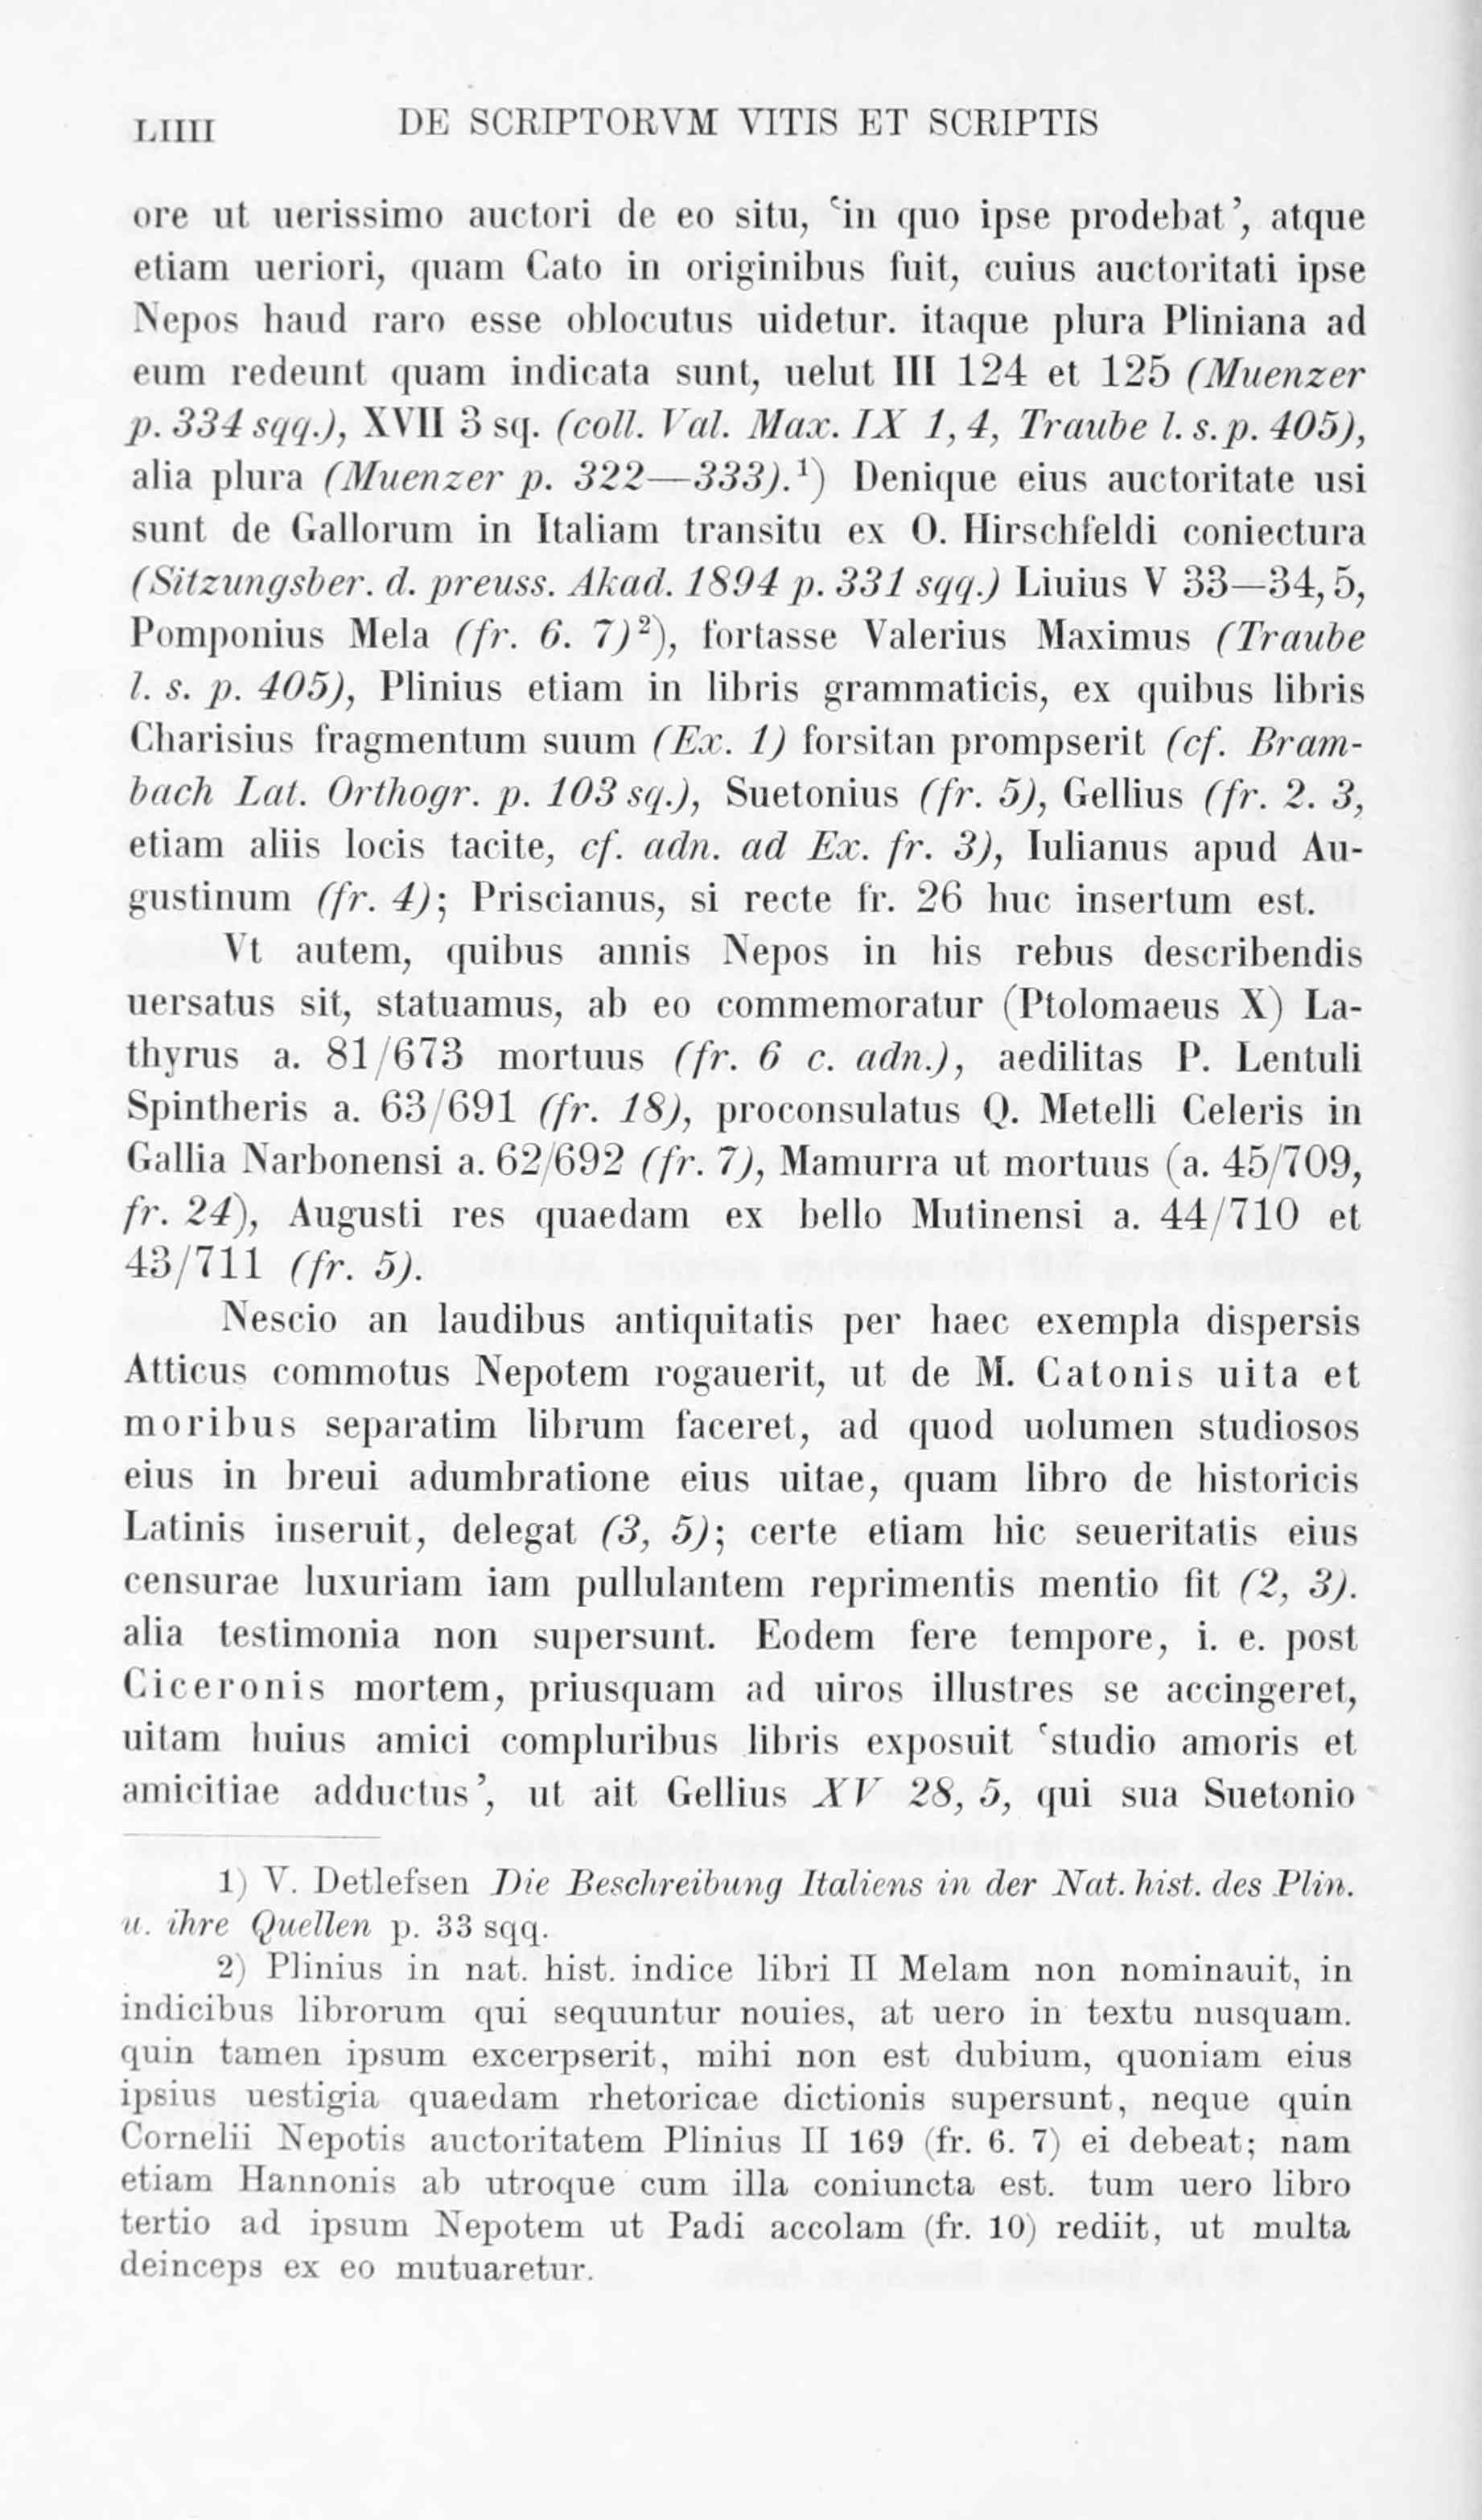 LIIII DE SCRIPTORVM VITIS ET SCRIPTIS
ore ut uerissimo auctori de eo situ, ‘in quo ipse prodebat’, atque
etiam ueriori, quam Cato in originibus fuit, cuius auctoritati ipse
Nepos haud raro esse oblocutus uidetur. itaque plura Pliniana ad
eum redeunt quam indicata sunt, uelut III 124 et 125 (Muenzer
p. 334 sqq.), XVII 3 sq. (coll. Val. Max. IX 1, 4, Traube l. s. p. 405),
alia plura (Muenzer p. 322—333).¹) Denique eius auctoritate usi
sunt de Gallorum in Italiam transitu ex O. Hirschfeldi coniectura
(Sitzungsber. d. preuss. Akad. 1894 p. 331 sqq.) Liuius V 33—34, 5,
Pomponius Mela (fr. 6. 7)²), fortasse Valerius Maximus (Traube
l. s. p. 405), Plinius etiam in libris grammaticis, ex quibus libris
Charisius fragmentum suum (Ex. 1) forsitan prompserit (cf. Bram-
bach Lat. Orthogr. p. 103 sq.), Suetonius (fr. 5), Gellius (fr. 2. 3,
etiam aliis locis tacite, cf. adn. ad Ex. fr. 3), Iulianus apud Au-
gustinum (fr. 4); Priscianus, si recte fr. 26 huc insertum est.
Vt autem, quibus annis Nepos in his rebus describendis
uersatus sit, statuamus, ab eo commemoratur (Ptolomaeus X) La-
thyrus a. 81/673 mortuus (fr. 6 c. adn.), aedilitas P. Lentuli
Spintheris a. 63/691 (fr. 18), proconsulatus Q. Metelli Celeris in
Gallia Narbonensi a. 62/692 (fr. 7), Mamurra ut mortuus (a. 45/709,
fr. 24), Augusti res quaedam ex bello Mutinensi a. 44/710 et
43/711 (fr. 5).
Nescio an laudibus antiquitatis per haec exempla dispersis
Atticus commotus Nepotem rogauerit, ut de M. Catonis uita et
moribus separatim librum faceret, ad quod uolumen studiosos
eius in breui adumbratione eius uitae, quam libro de historicis
Latinis inseruit, delegat (3, 5); certe etiam hic seueritatis eius
censurae luxuriam iam pullulantem reprimentis mentio fit (2, 3).
alia testimonia non supersunt. Eodem fere tempore, i. e. post
Ciceronis mortem, priusquam ad uiros illustres se accingeret,
uitam huius amici compluribus libris exposuit ‘studio amoris et
amicitiae adductus’, ut ait Gellius XV 28, 5, qui sua Suetonio
1) V. Detlefsen Die Beschreibung Italiens in der Nat. hist. des Plin.
u. ihre Quellen p. 33 sqq.
2) Plinius in nat. hist. indice libri II Melam non nominauit, in
indicibus librorum qui sequuntur nouies, at uero in textu nusquam.
quin tamen ipsum excerpserit, mihi non est dubium, quoniam eius
ipsius uestigia quaedam rhetoricae dictionis supersunt, neque quin
Cornelii Nepotis auctoritatem Plinius II 169 (fr. 6. 7) ei debeat; nam
etiam Hannonis ab utroque cum illa coniuncta est. tum uero libro
tertio ad ipsum Nepotem ut Padi accolam (fr. 10) rediit, ut multa
deinceps ex eo mutuaretur.